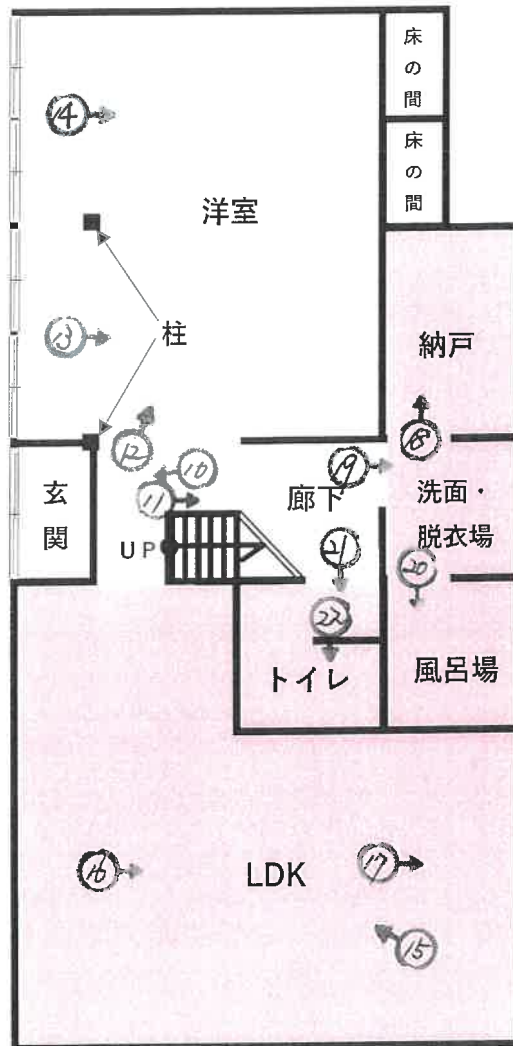 床の間
床の間
⑭
洋室
⑬
柱
納戸
⑫
⑩
⑱
⑪
⑲
玄関
廊下
洗面・
脱衣場
UP
㉑
⑳
㉒
トイレ
風呂場
⑯
LDK
⑰
⑮